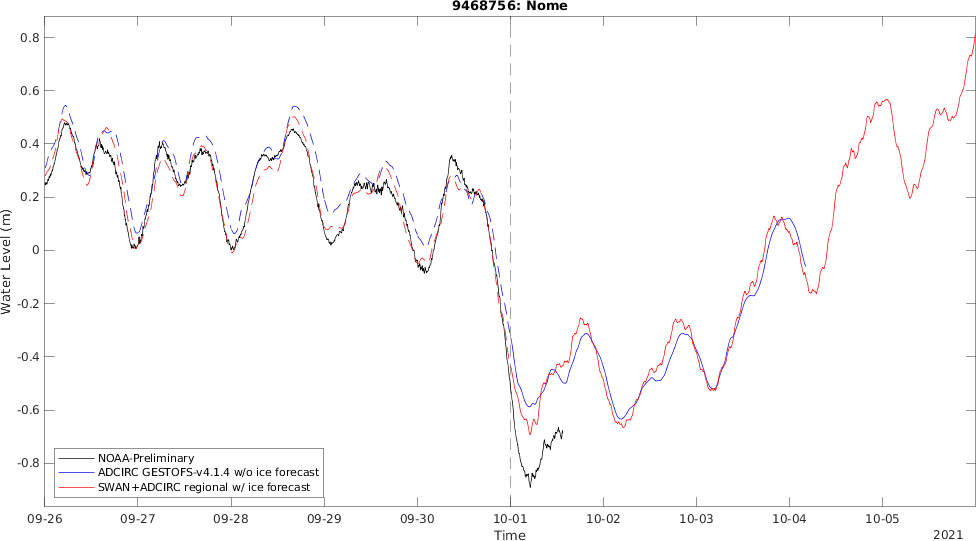 9468756: Nome
0.8
0.6
0.4
0.2
0
-0.2
-0.4
-0.6
-0.8
Water Level (m)
NOAA-Preliminary
ADCIRC GESTOFS-v4.1.4 w/o ice forecast
SWAN+ADCIRC regional w/ ice forecast
09-26 09-27 09-28 09-29 09-30 10-01 10-02 10-03 10-04 10-05
Time
2021